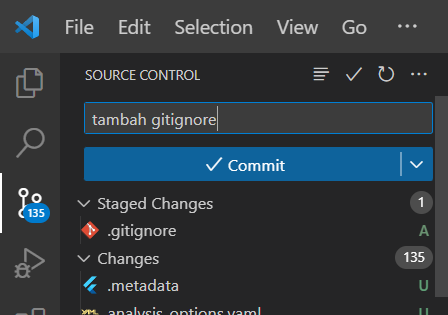 File Edit Selection View Go ...
SOURCE CONTROL
tambah gitignore
Commit
135
Staged Changes 1
.gitignore A
Changes 135
.metadata U
analysis_options.yaml U